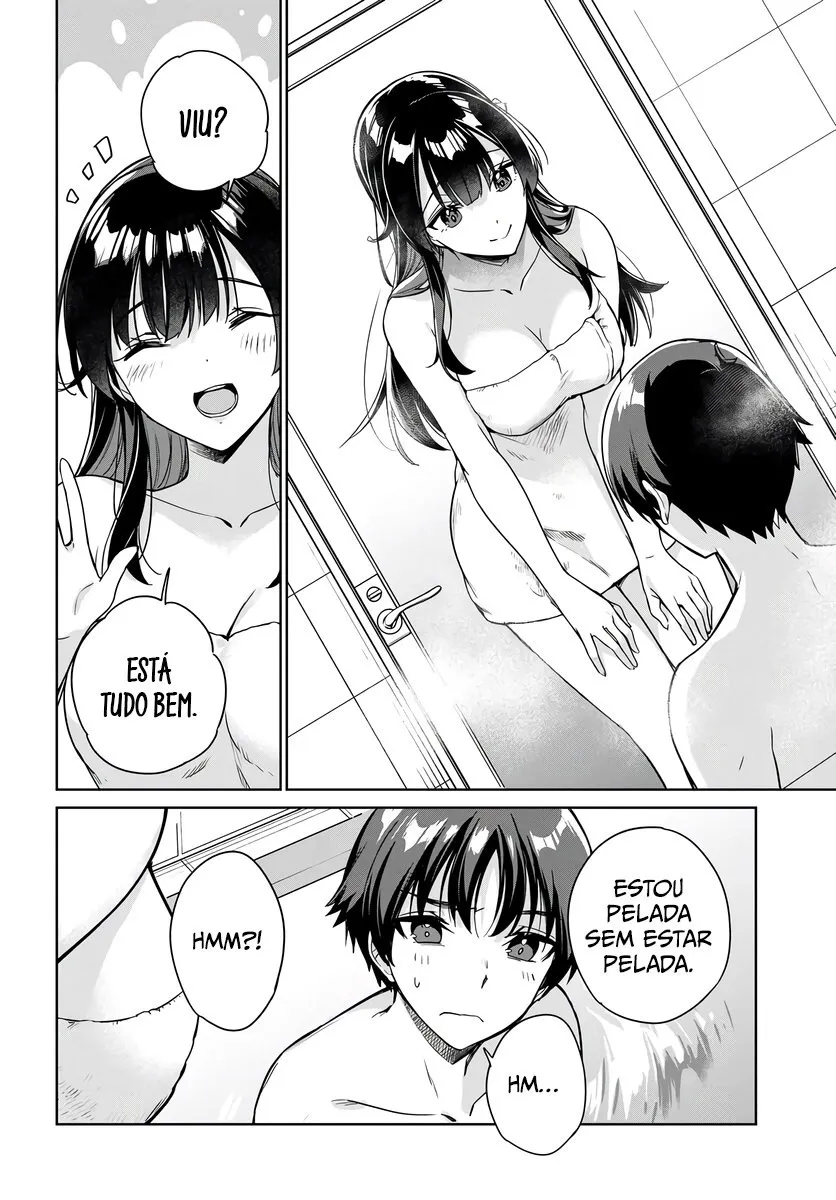 VIU?
ESTÁ
TUDO BEM.
ESTOU
PELADA
SEM ESTAR
PELADA.
HM...
HMM?!